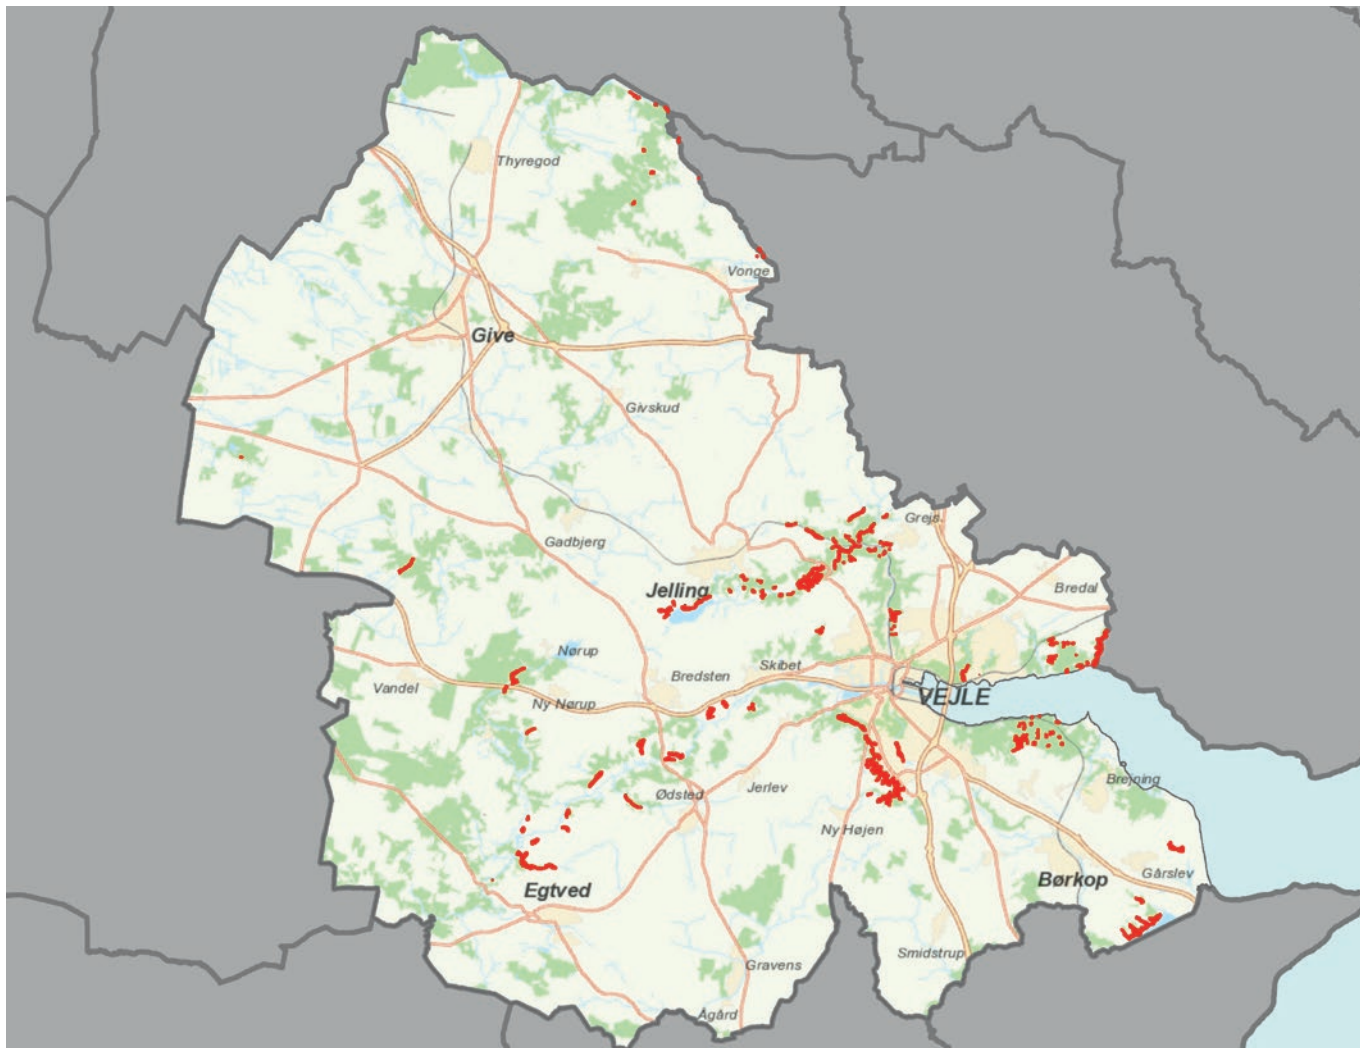 Thyregod
Vonge
Give
Givskud
Grejs
Gadbjerg
Jelling
Bredal
Nørup
Skibet
Bredsten
Vandel
Ny Nørup
VEJLE
Brejning
Jerlev
Ødsted
Ny Højen
Gårslev
Børkop
Egtved
Smidstrup
Gravens
Ågård